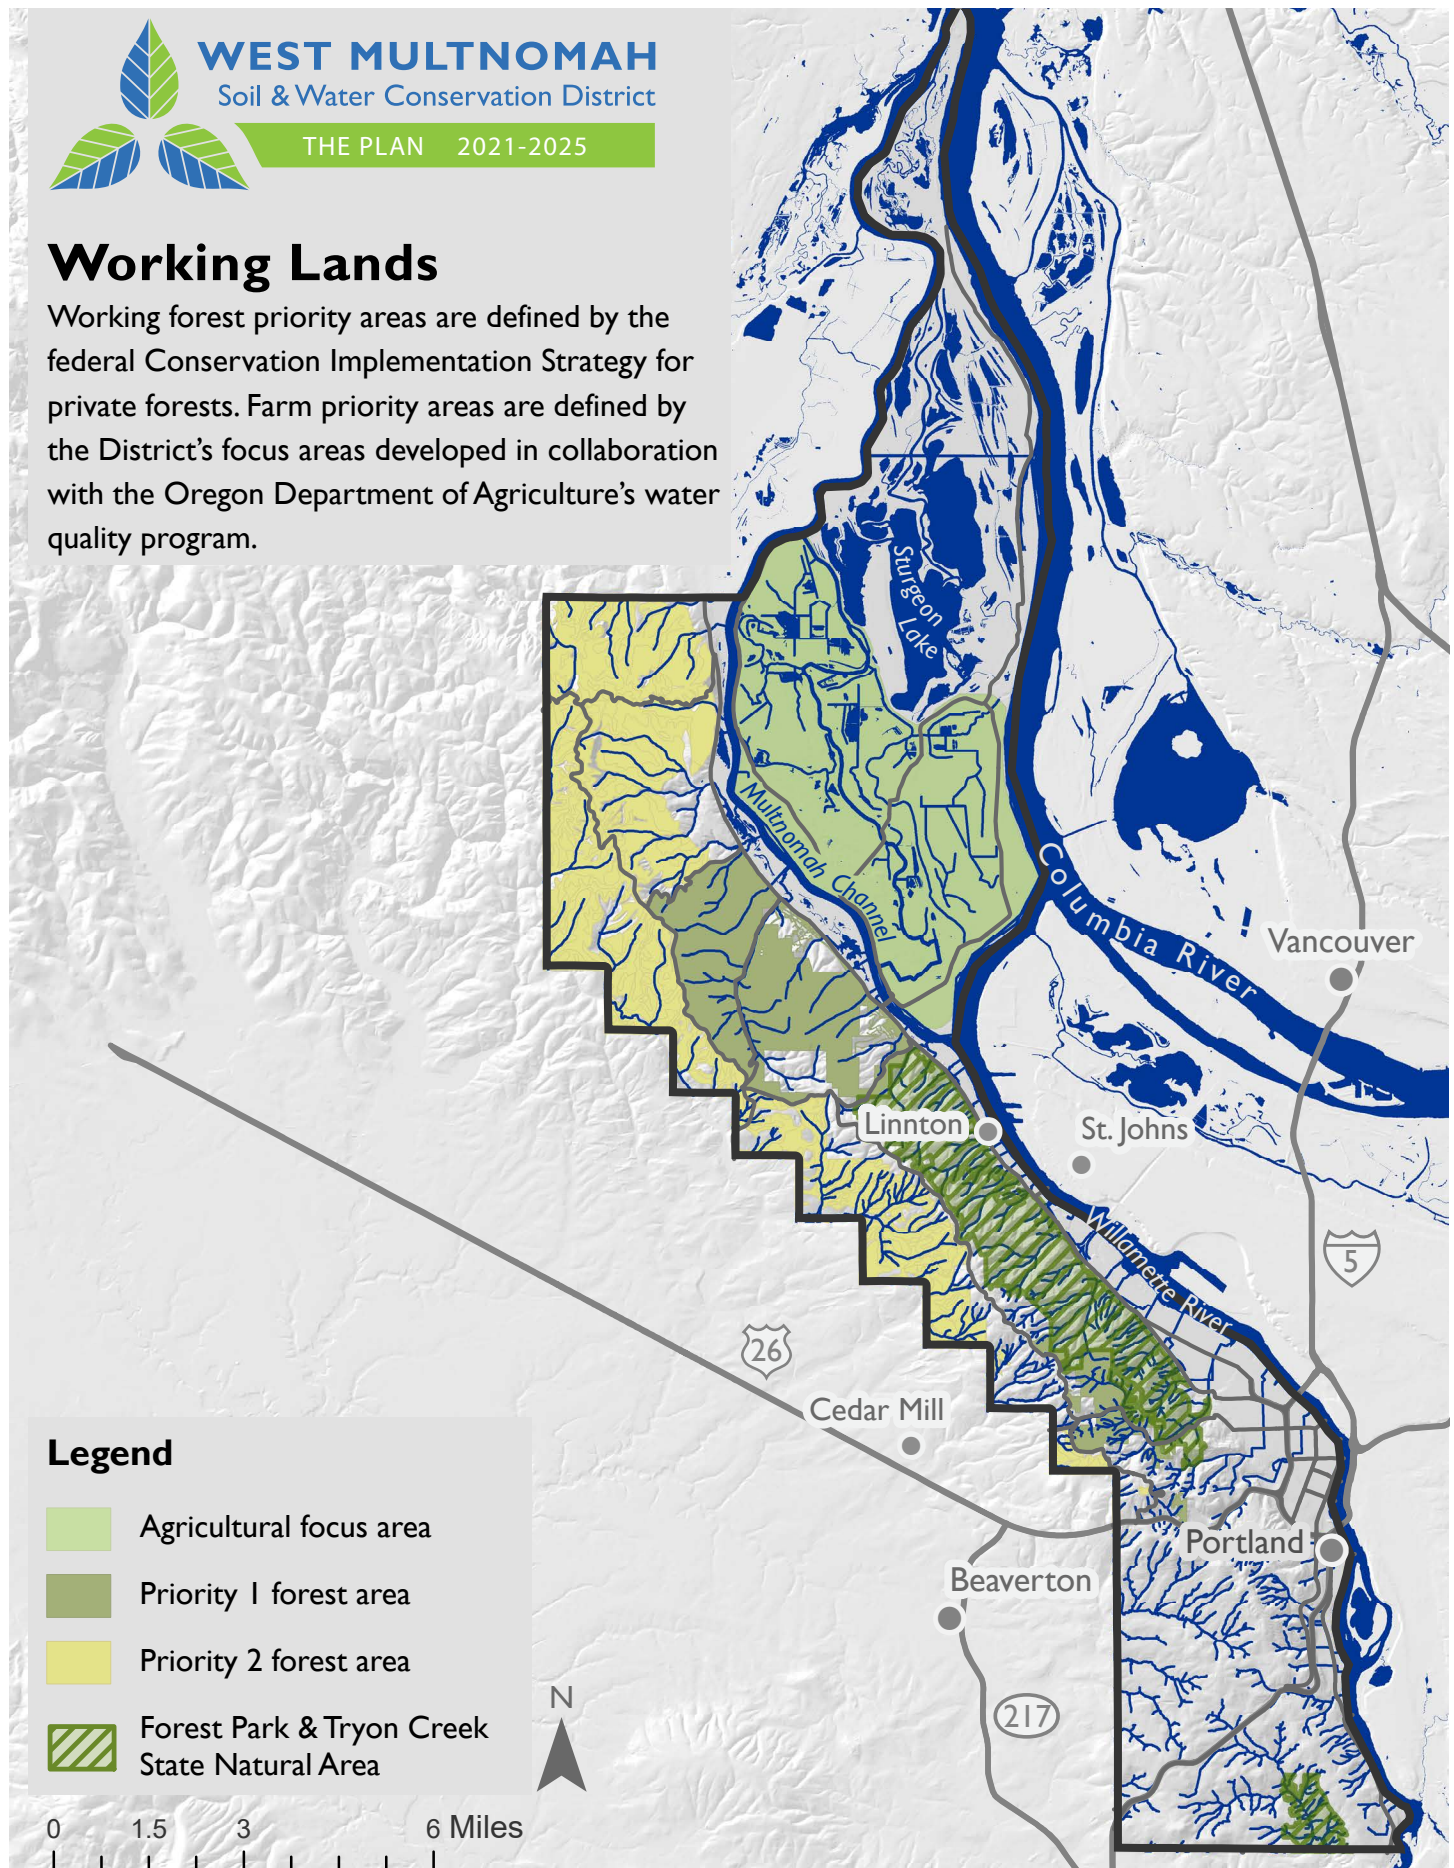 WEST MULTNOMAH
Soil & Water Conservation District
THE PLAN 2021-2025
Working Lands
Working forest priority areas are defined by the
federal Conservation Implementation Strategy for
private forests. Farm priority areas are defined by
the District’s focus areas developed in collaboration
with the Oregon Department of Agriculture’s water
quality program.
Sturgeon
Lake
Multnomah Channel
Columbia River
Vancouver
Linnton
St. Johns
Willamette River
5
26
Cedar Mill
Portland
Beaverton
217
Legend
Agricultural focus area
Priority 1 forest area
Priority 2 forest area
Forest Park & Tryon Creek
State Natural Area
N
0 1.5 3 6 Miles